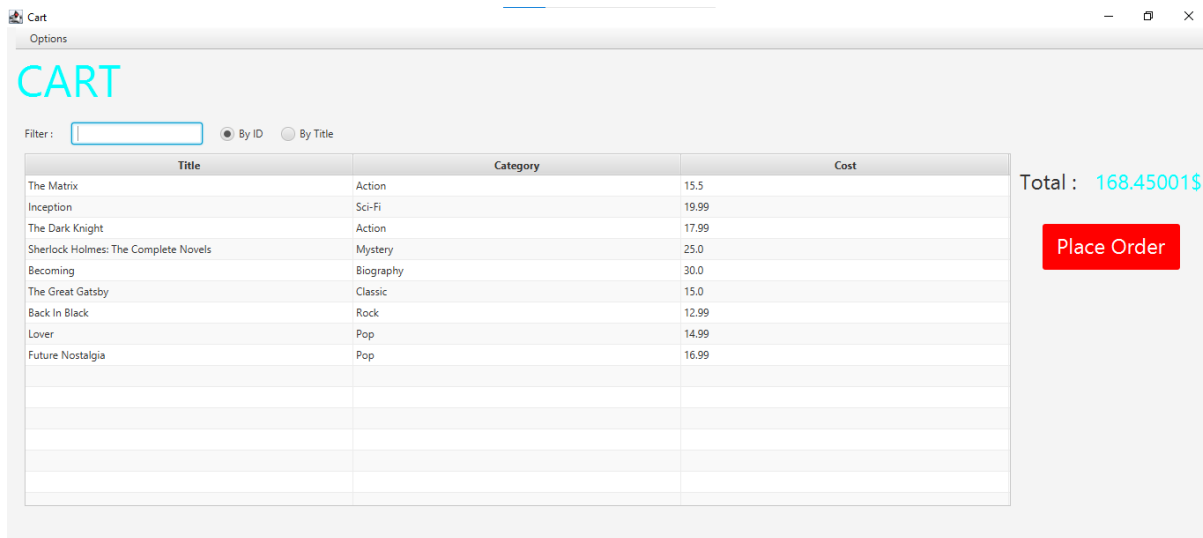 Cart
Options
CART
Filter : By ID By Title
Title Category Cost
The Matrix Action 15.5
Inception Sci-Fi 19.99
The Dark Knight Action 17.99
Sherlock Holmes: The Complete Novels Mystery 25.0
Becoming Biography 30.0
The Great Gatsby Classic 15.0
Back In Black Rock 12.99
Lover Pop 14.99
Future Nostalgia Pop 16.99
Total : 168.45001$
Place Order